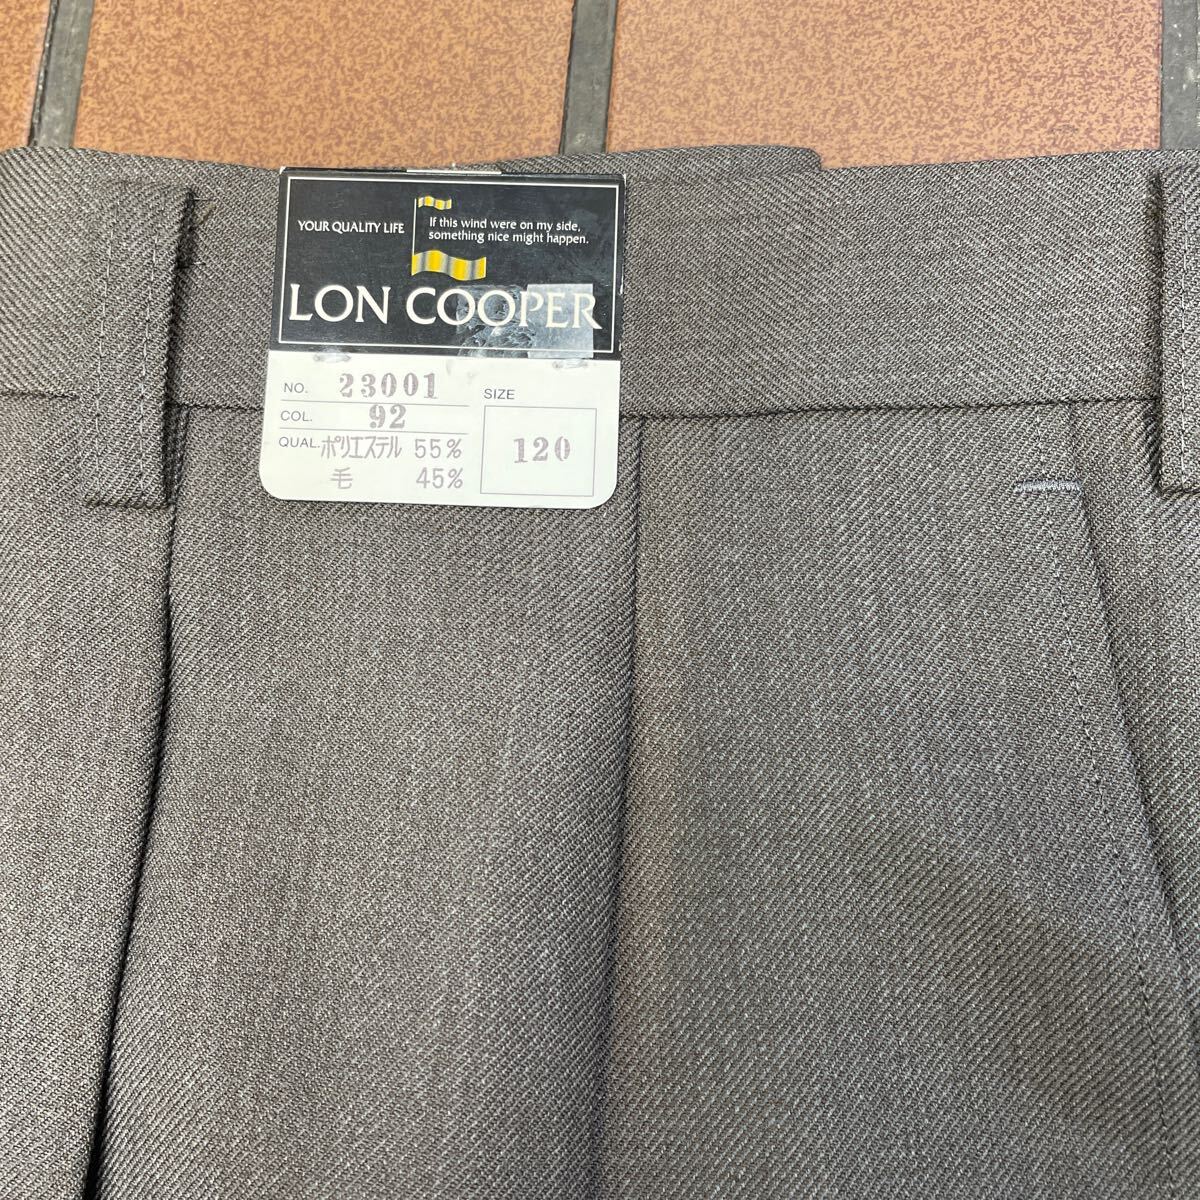 YOUR QUALITY LIFE
If this wind were on my side,
something nice might happen.
LON COOPER
NO. 23001
COL. 92
QUAL. ポリエステル 55%
毛 45%
SIZE
120